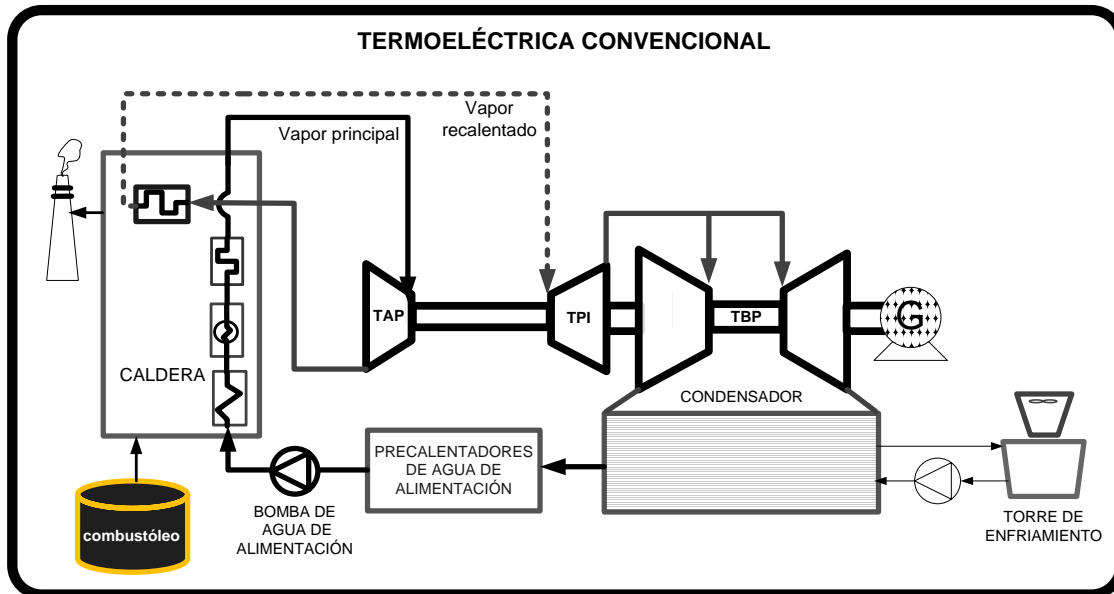 TERMOELÉCTRICA CONVENCIONAL
Vapor
recalentado
Vapor principal
TAP
TPI
TBP
G
CALDERA
CONDENSADOR
PRECALENTADORES
DE AGUA DE
ALIMENTACIÓN
BOMBA DE
AGUA DE
ALIMENTACIÓN
combustóleo
TORRE DE
ENFRIAMIENTO